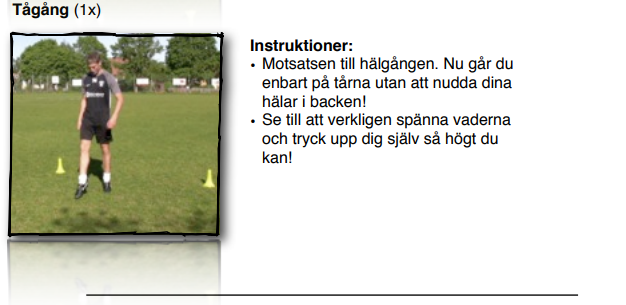 Tågång (1x)
Instruktioner:
• Motsatsen till hälgången. Nu går du
enbart på tårna utan att nudda dina
hälar i backen!
• Se till att verkligen spänna vaderna
och tryck upp dig själv så högt du
kan!